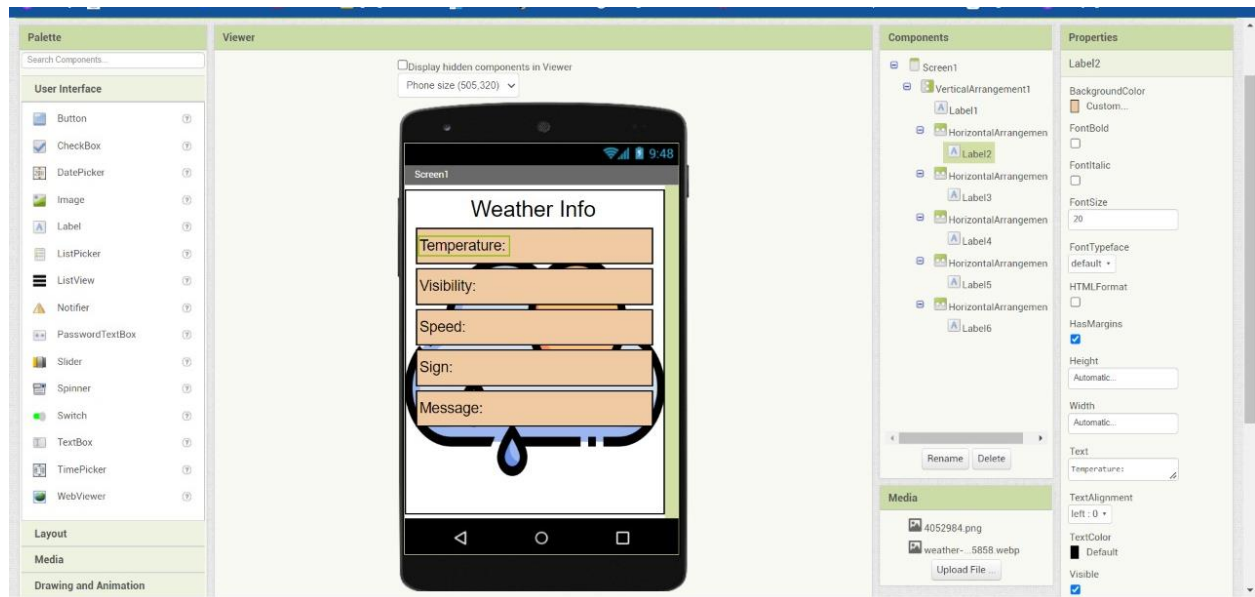 Palette
Search Components...
User Interface
Button
CheckBox
DatePicker
Image
Label
ListPicker
ListView
Notifier
PasswordTextBox
Slider
Spinner
Switch
TextBox
TimePicker
WebViewer
Layout
Media
Drawing and Animation
Viewer
Display hidden components in Viewer
Phone size (505,320)
9:48
Screen1
Weather Info
Temperature:
Visibility:
Speed:
Sign:
Message:
Components
Screen1
VerticalArrangement1
Label1
HorizontalArrangemen
Label2
HorizontalArrangemen
Label3
HorizontalArrangemen
Label4
HorizontalArrangemen
Label5
HorizontalArrangemen
Label6
Rename Delete
Media
4052984.png
weather-...5858.webp
Upload File ...
Properties
Label2
BackgroundColor
Custom...
FontBold
FontItalic
FontSize
20
FontTypeface
default
HTMLFormat
HasMargins
Height
Automatic...
Width
Automatic...
Text
Temperature:
TextAlignment
left : 0
TextColor
Default
Visible